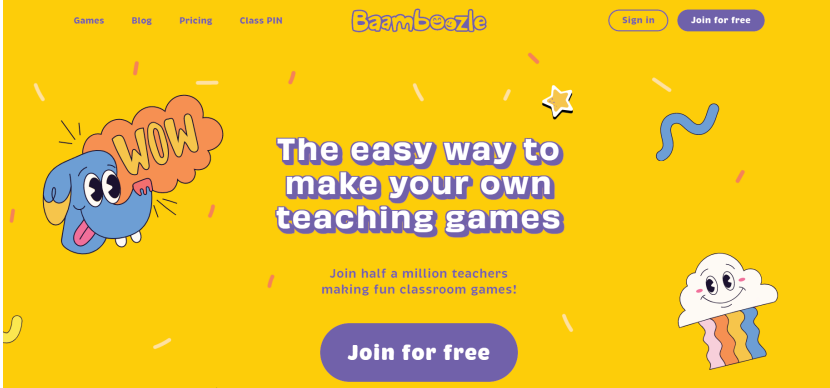 Games Blog Pricing Class PIN Baamboozle Sign in Join for free
WOW
The easy way to
make your own
teaching games
Join half a million teachers
making fun classroom games!
Join for free